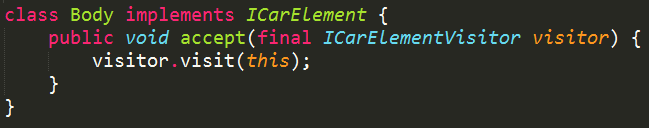 class Body implements ICarElement {
    public void accept(final ICarElementVisitor visitor) {
        visitor.visit(this);
    }
}